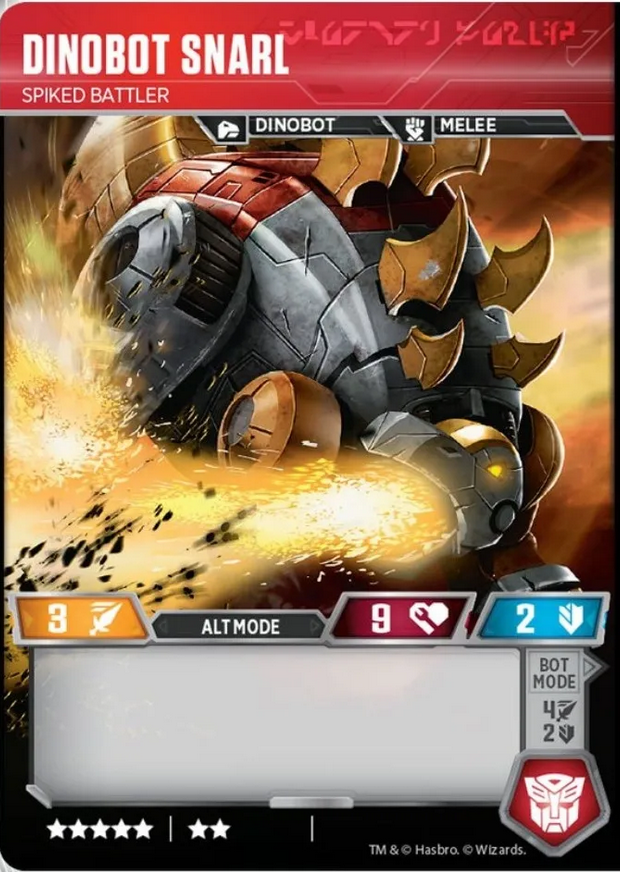 DINOBOT SNARL
SPIKED BATTLER
DINOBOT
MELEE
3
ALT MODE
9
2
BOT
MODE
4
2
TM & © Hasbro. © Wizards.